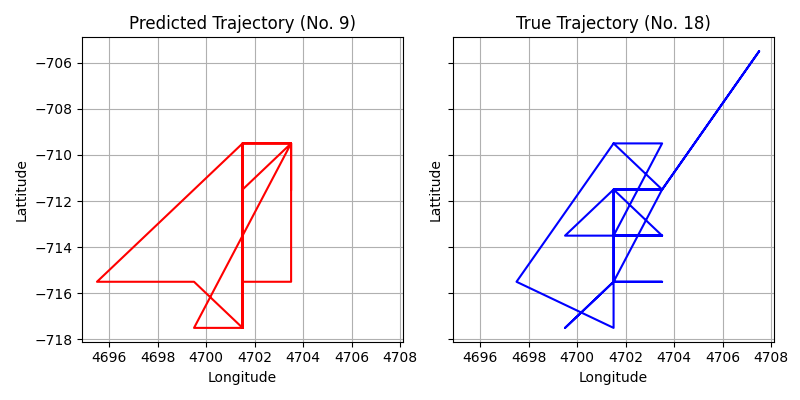 Predicted Trajectory (No. 9)
True Trajectory (No. 18)
−706
−708
−710
−712
−714
−716
−718
Lattitude
Lattitude
4696 4698 4700 4702 4704 4706 4708
4696 4698 4700 4702 4704 4706 4708
Longitude
Longitude